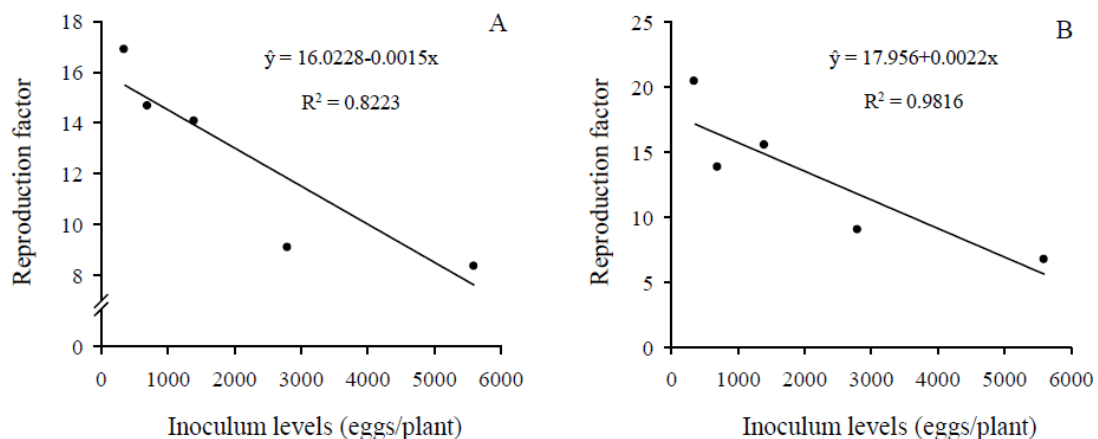 A
ŷ = 16.0228-0.0015x
R² = 0.8223
Reproduction factor
18
16
14
12
10
8
0
0 1000 2000 3000 4000 5000 6000
Inoculum levels (eggs/plant)
B
ŷ = 17.956+0.0022x
R² = 0.9816
Reproduction factor
25
20
15
10
5
0
0 1000 2000 3000 4000 5000 6000
Inoculum levels (eggs/plant)